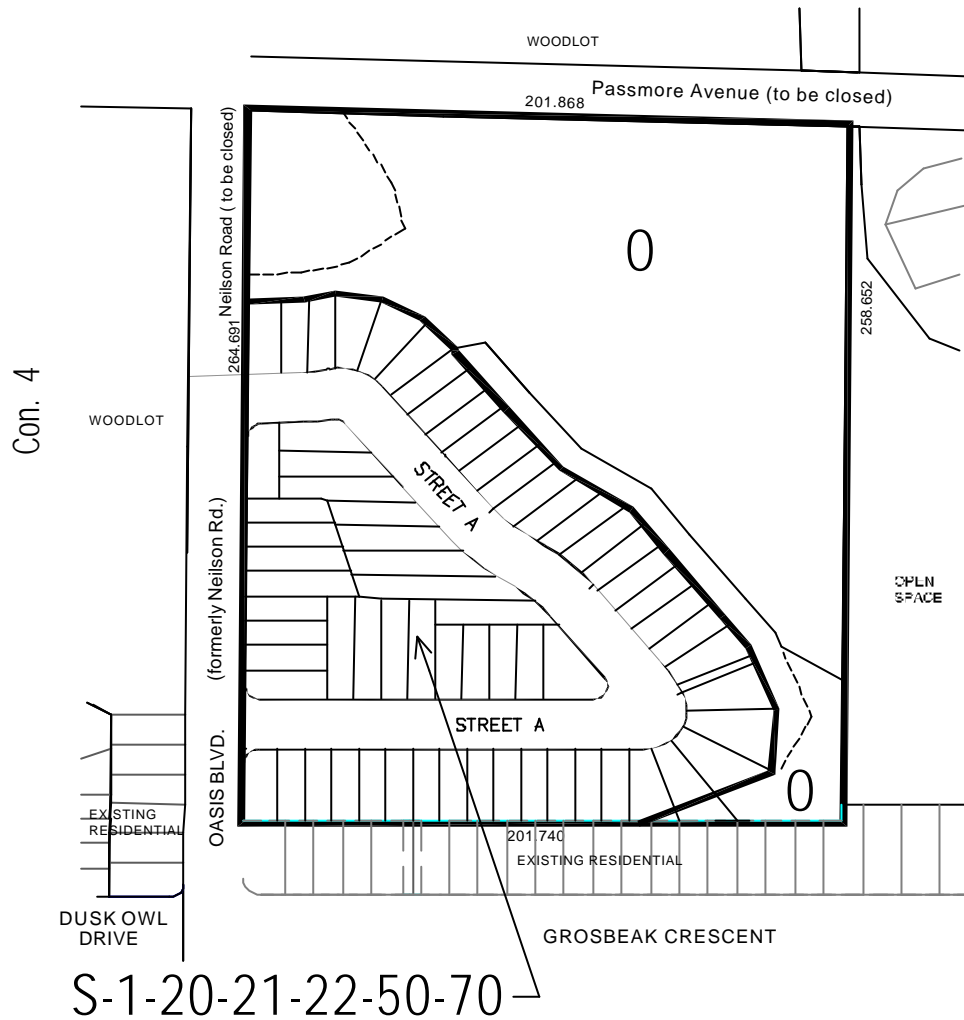 WOODLOT
Passmore Avenue (to be closed)
201.868
Neilson Road ( to be closed)
O
264.691
258.652
Con. 4
WOODLOT
STREET A
(formerly Neilson Rd.)
OPEN
SPACE
STREET A
OASIS BLVD.
O
EXISTING
RESIDENTIAL
201.740
EXISTING RESIDENTIAL
DUSK OWL
DRIVE
GROSBEAK CRESCENT
S-1-20-21-22-50-70